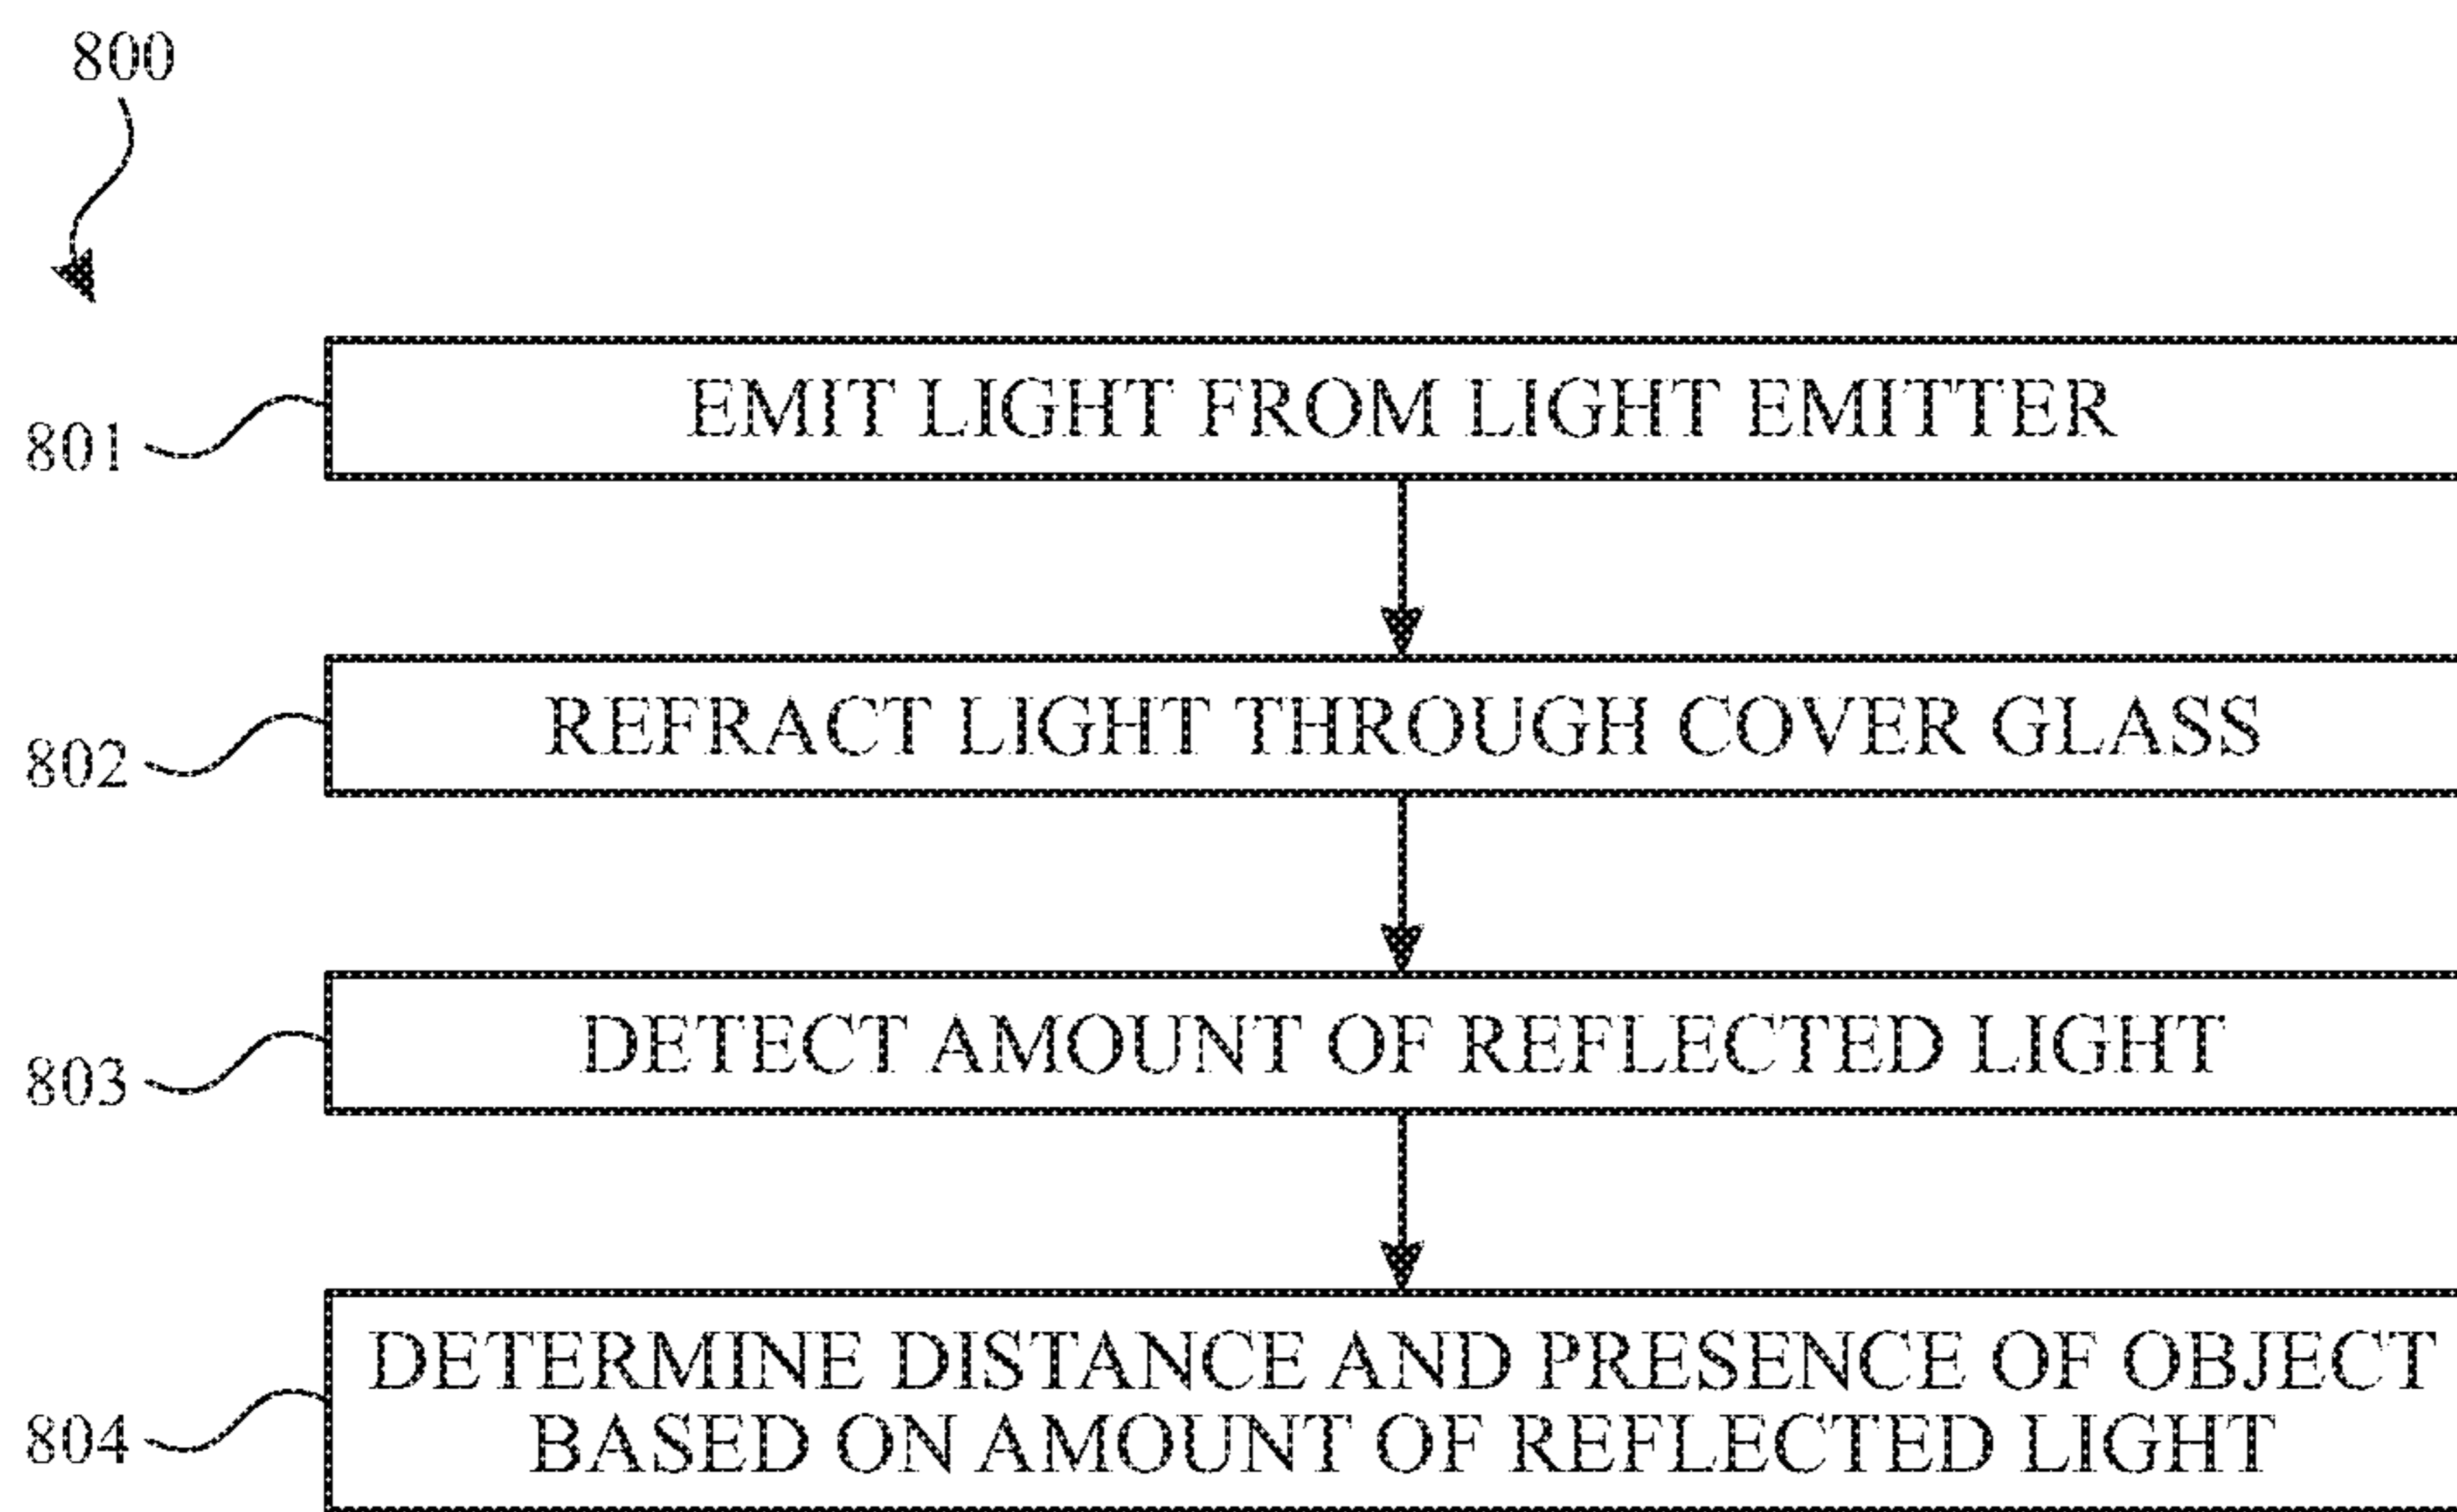 800
801
EMIT LIGHT FROM LIGHT EMITTER
802
REFRACT LIGHT THROUGH COVER GLASS
803
DETECT AMOUNT OF REFLECTED LIGHT
804
DETERMINE DISTANCE AND PRESENCE OF OBJECT
BASED ON AMOUNT OF REFLECTED LIGHT